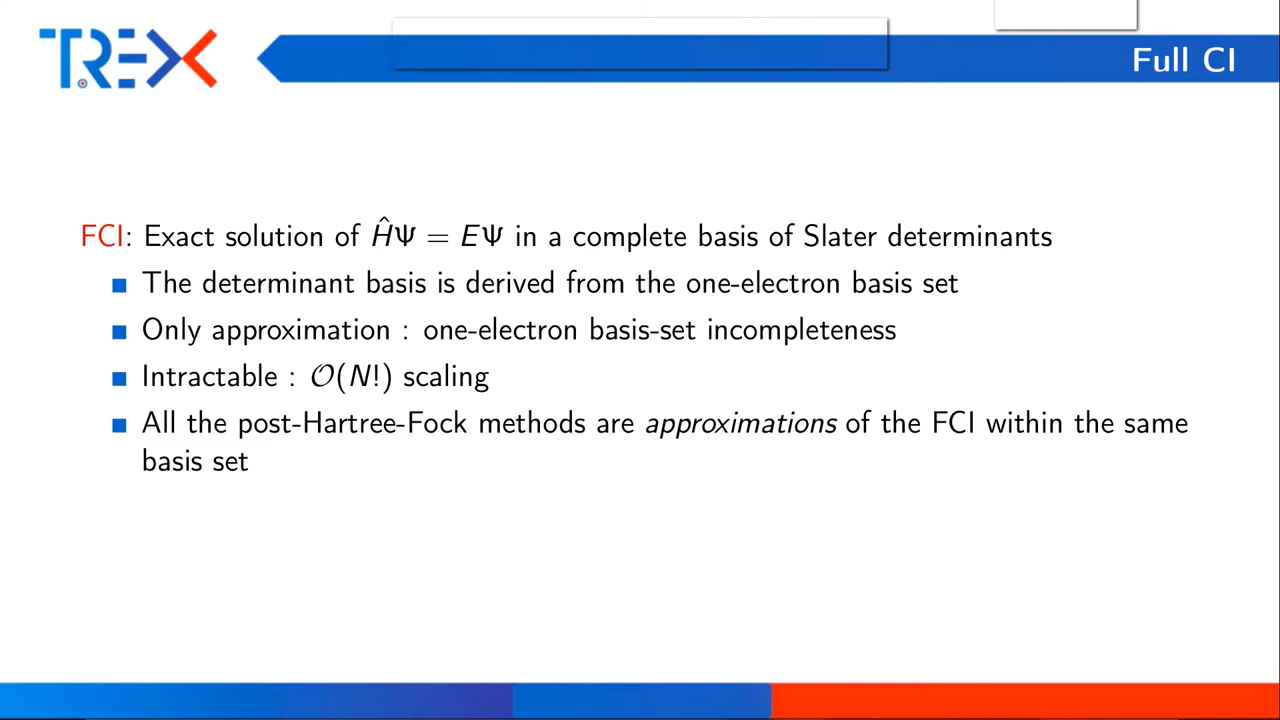 TREX
Full CI
FCI: Exact solution of ĤΨ = EΨ in a complete basis of Slater determinants
■ The determinant basis is derived from the one-electron basis set
■ Only approximation : one-electron basis-set incompleteness
■ Intractable : 𝒪(N!) scaling
■ All the post-Hartree-Fock methods are approximations of the FCI within the same
basis set